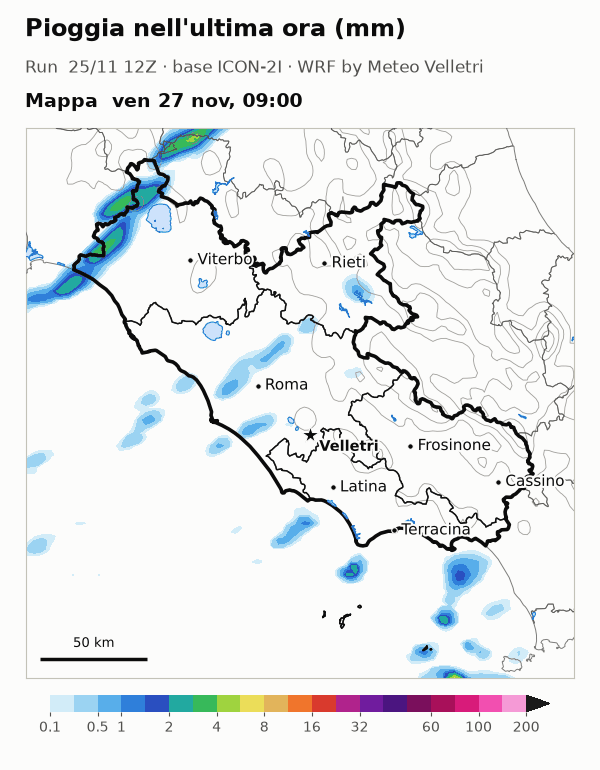 Pioggia nell'ultima ora (mm)
Run  25/11 12Z · base ICON-2I · WRF by Meteo Velletri
Mappa  ven 27 nov, 09:00
Viterbo
Rieti
Roma
Velletri
Frosinone
Cassino
Latina
Terracina
50 km
0.1 0.5 1 2 4 8 16 32 60 100 200